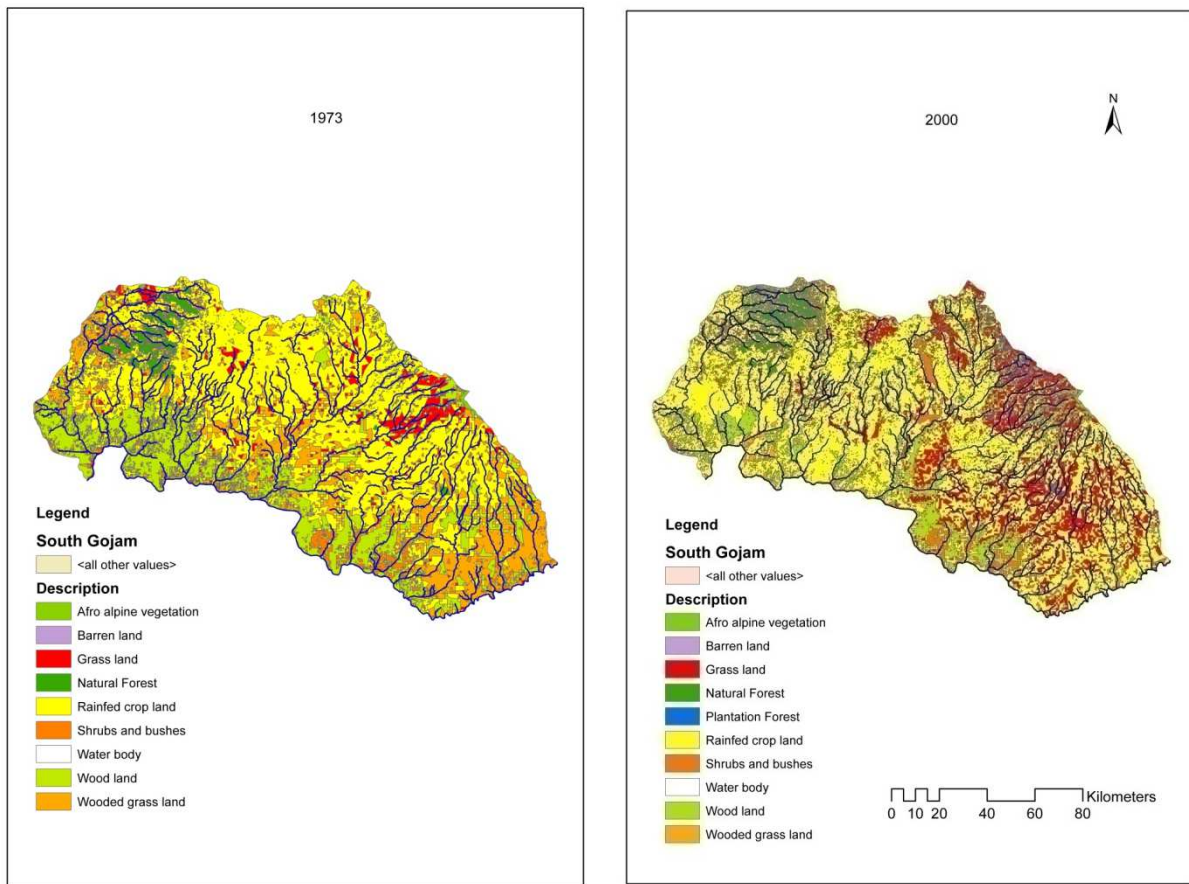 1973
Legend
South Gojam
<all other values>
Description
Afro alpine vegetation
Barren land
Grass land
Natural Forest
Rainfed crop land
Shrubs and bushes
Water body
Wood land
Wooded grass land
2000
N
Legend
South Gojam
<all other values>
Description
Afro alpine vegetation
Barren land
Grass land
Natural Forest
Plantation Forest
Rainfed crop land
Shrubs and bushes
Water body
Wood land
Wooded grass land
Kilometers
0 10 20 40 60 80